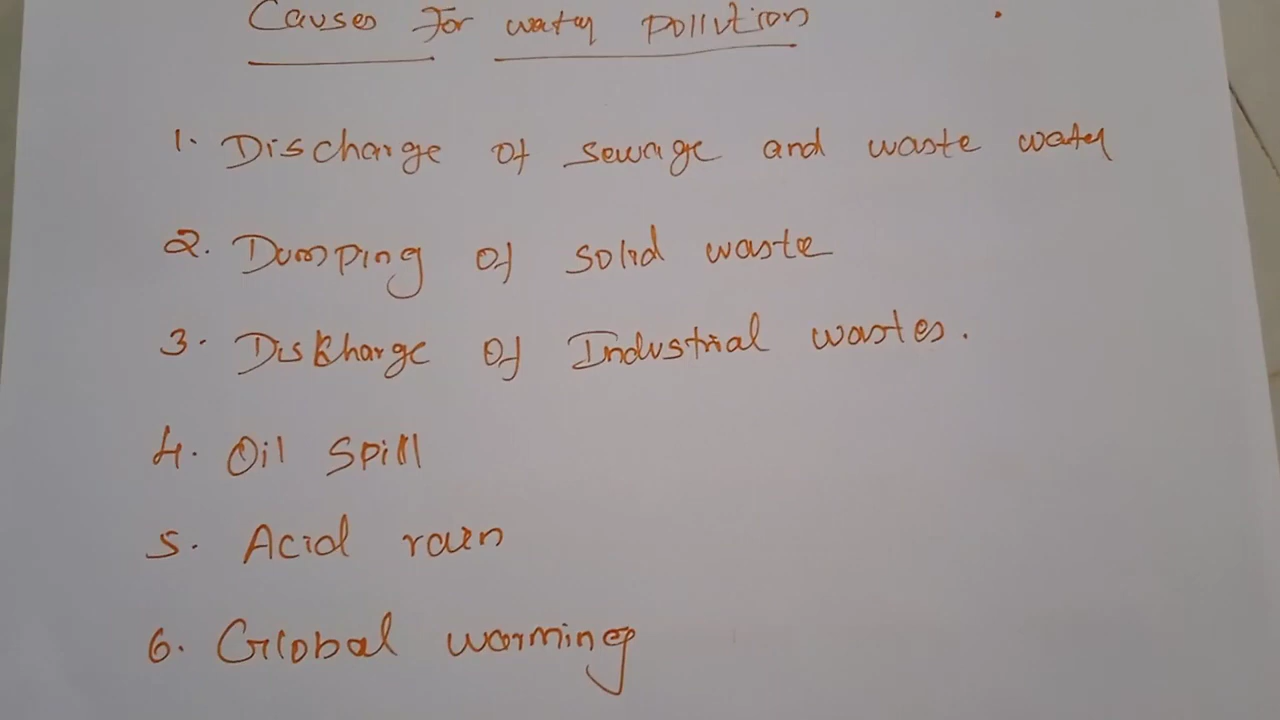 Causes For water pollution
1. Discharge of sewage and waste water
2. Dumping of solid waste
3. Discharge of Industrial wastes.
4. Oil Spill
5. Acid rain
6. Global warming